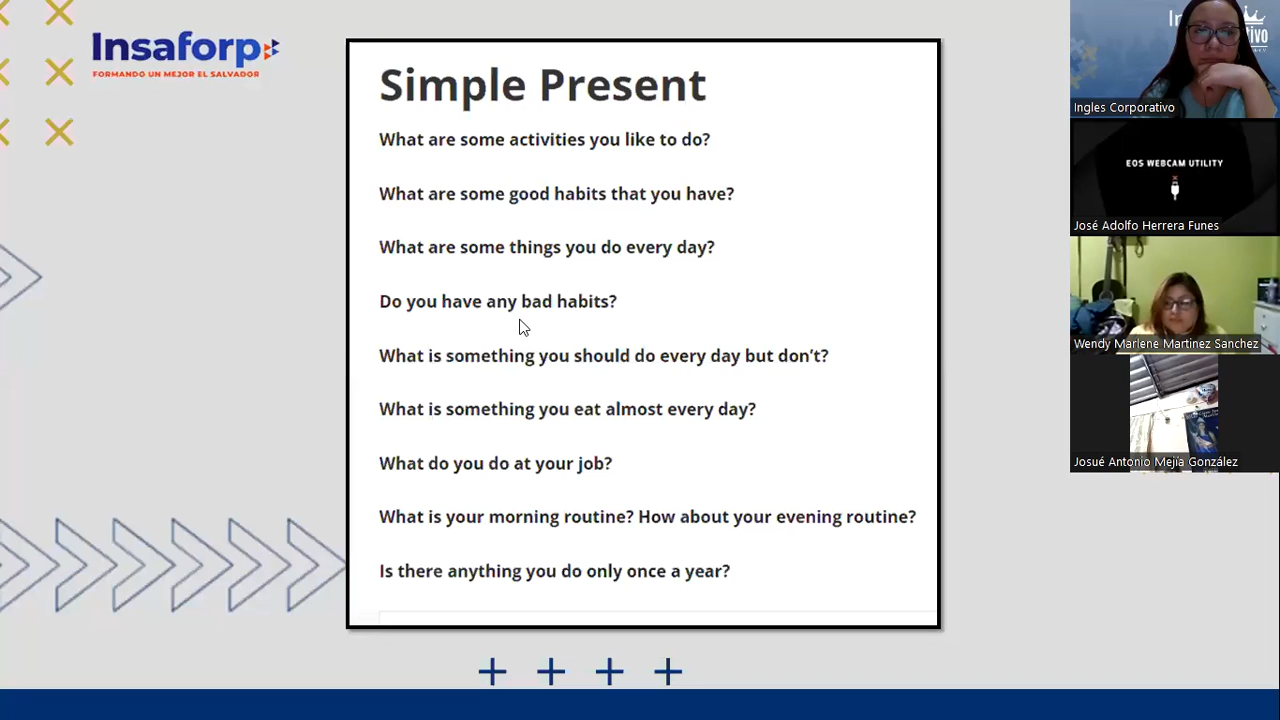 Insaforp
FORMANDO UN MEJOR EL SALVADOR
Simple Present
What are some activities you like to do?
What are some good habits that you have?
What are some things you do every day?
Do you have any bad habits?
What is something you should do every day but don't?
What is something you eat almost every day?
What do you do at your job?
What is your morning routine? How about your evening routine?
Is there anything you do only once a year?
Ingles Corporativo
EOS WEBCAM UTILITY
José Adolfo Herrera Funes
Wendy Marlene Martinez Sanchez
Josué Antonio Mejía González